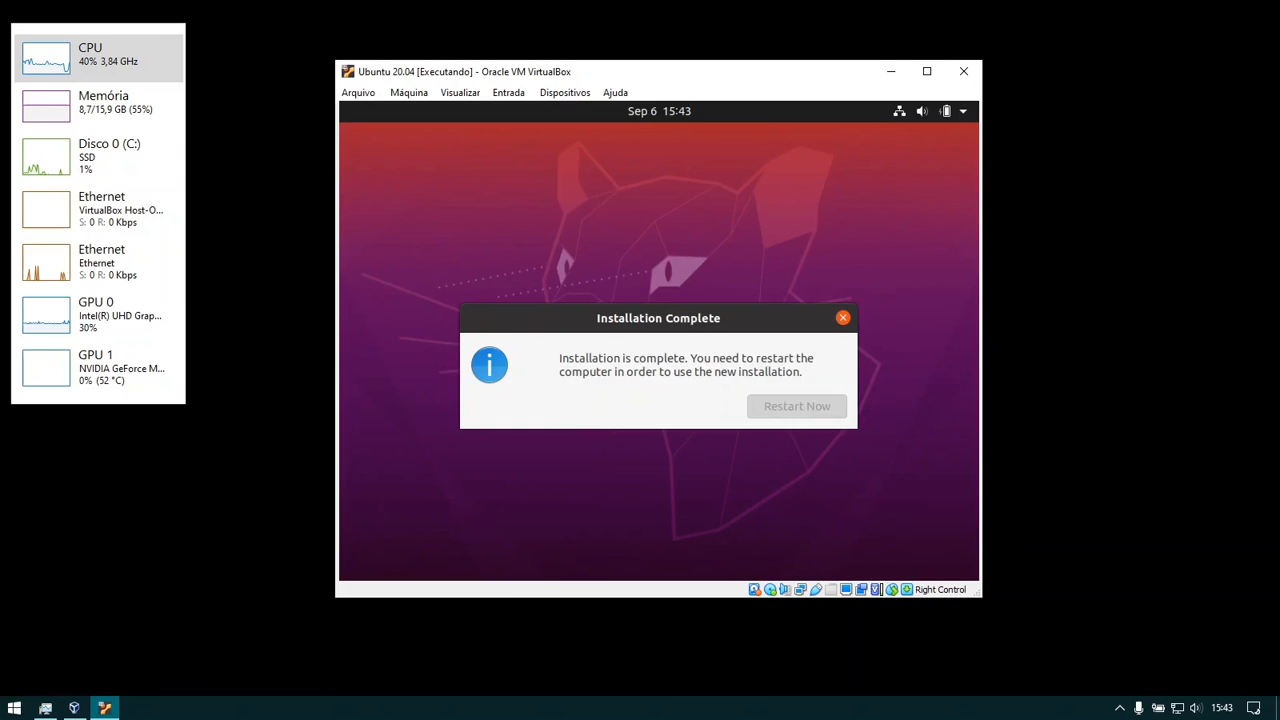 CPU
40% 3,84 GHz
Memória
8,7/15,9 GB (55%)
Disco 0 (C:)
SSD
1%
Ethernet
VirtualBox Host-O...
S: 0 R: 0 Kbps
Ethernet
Ethernet
S: 0 R: 0 Kbps
GPU 0
Intel(R) UHD Grap...
30%
GPU 1
NVIDIA GeForce M...
0% (52 °C)
Ubuntu 20.04 [Executando] - Oracle VM VirtualBox
Arquivo Máquina Visualizar Entrada Dispositivos Ajuda
Sep 6 15:43
Installation Complete
Installation is complete. You need to restart the
computer in order to use the new installation.
Restart Now
Right Control
15:43